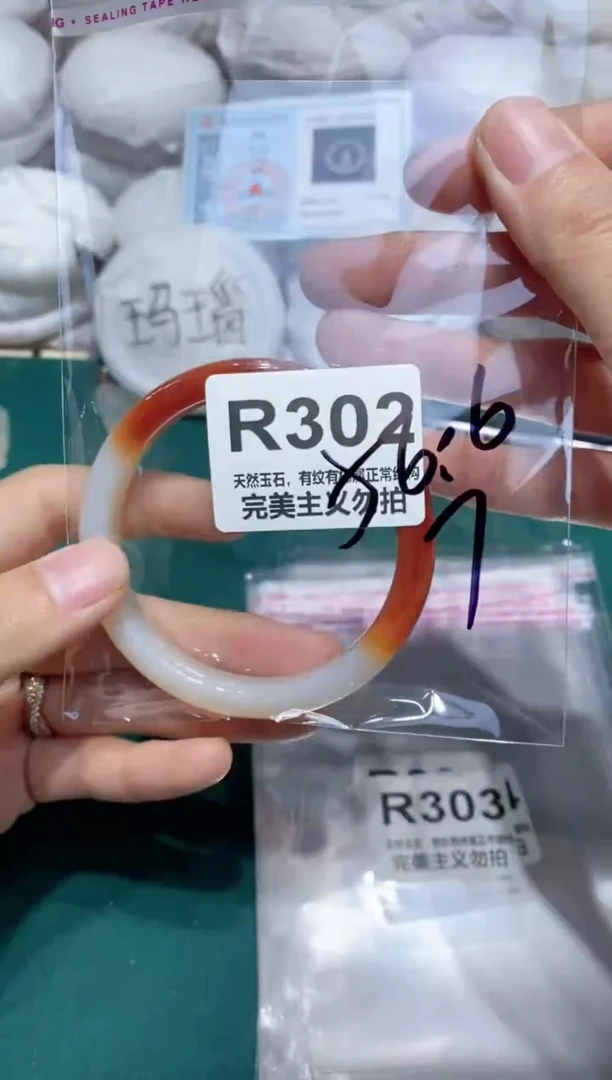 SEALING TAPE
玛瑙
R302
天然玉石，有纹有
完美主义勿拍
56.6
7
R303
完美主义勿拍